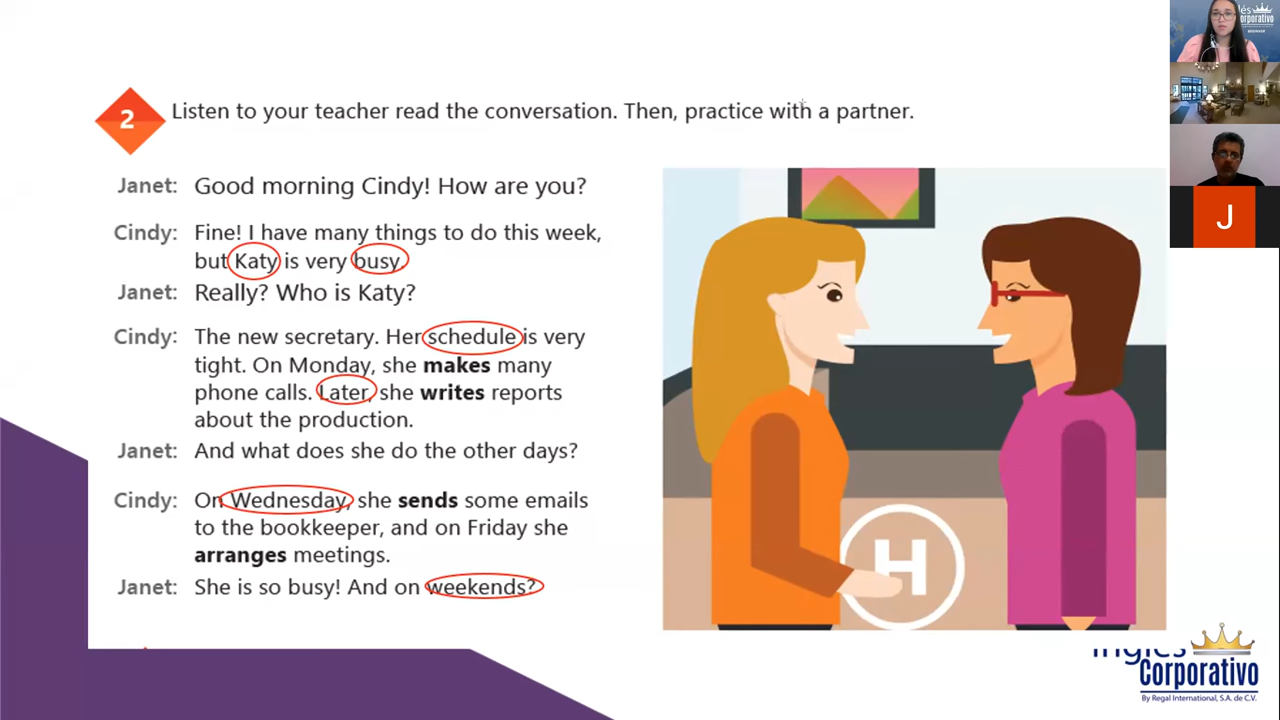 2
Listen to your teacher read the conversation. Then, practice with a partner.
Janet: Good morning Cindy! How are you?
Cindy: Fine! I have many things to do this week,
but Katy is very busy.
Janet: Really? Who is Katy?
Cindy: The new secretary. Her schedule is very
tight. On Monday, she makes many
phone calls. Later, she writes reports
about the production.
Janet: And what does she do the other days?
Cindy: On Wednesday, she sends some emails
to the bookkeeper, and on Friday she
arranges meetings.
Janet: She is so busy! And on weekends?
H
J
Inglés
Corporativo
By Regal International, S.A. de C.V.